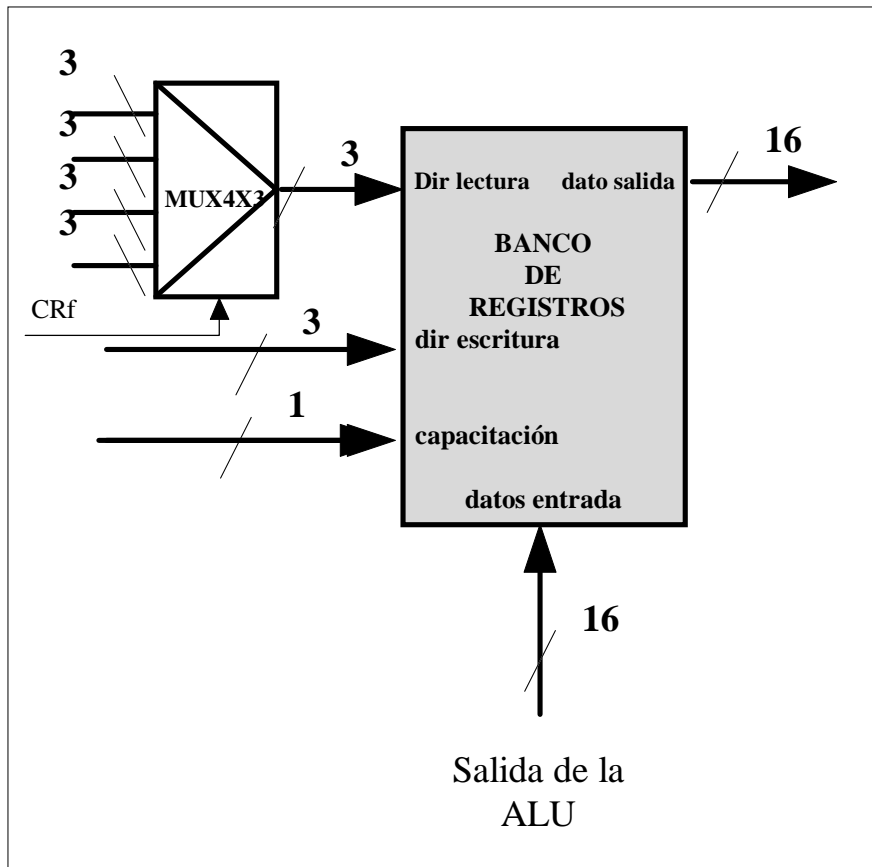 3
3
3
3
MUX4X3
3
CRf
3
1
Dir lectura
dato salida
16
BANCO
DE
REGISTROS
dir escritura
capacitación
datos entrada
16
Salida de la
ALU